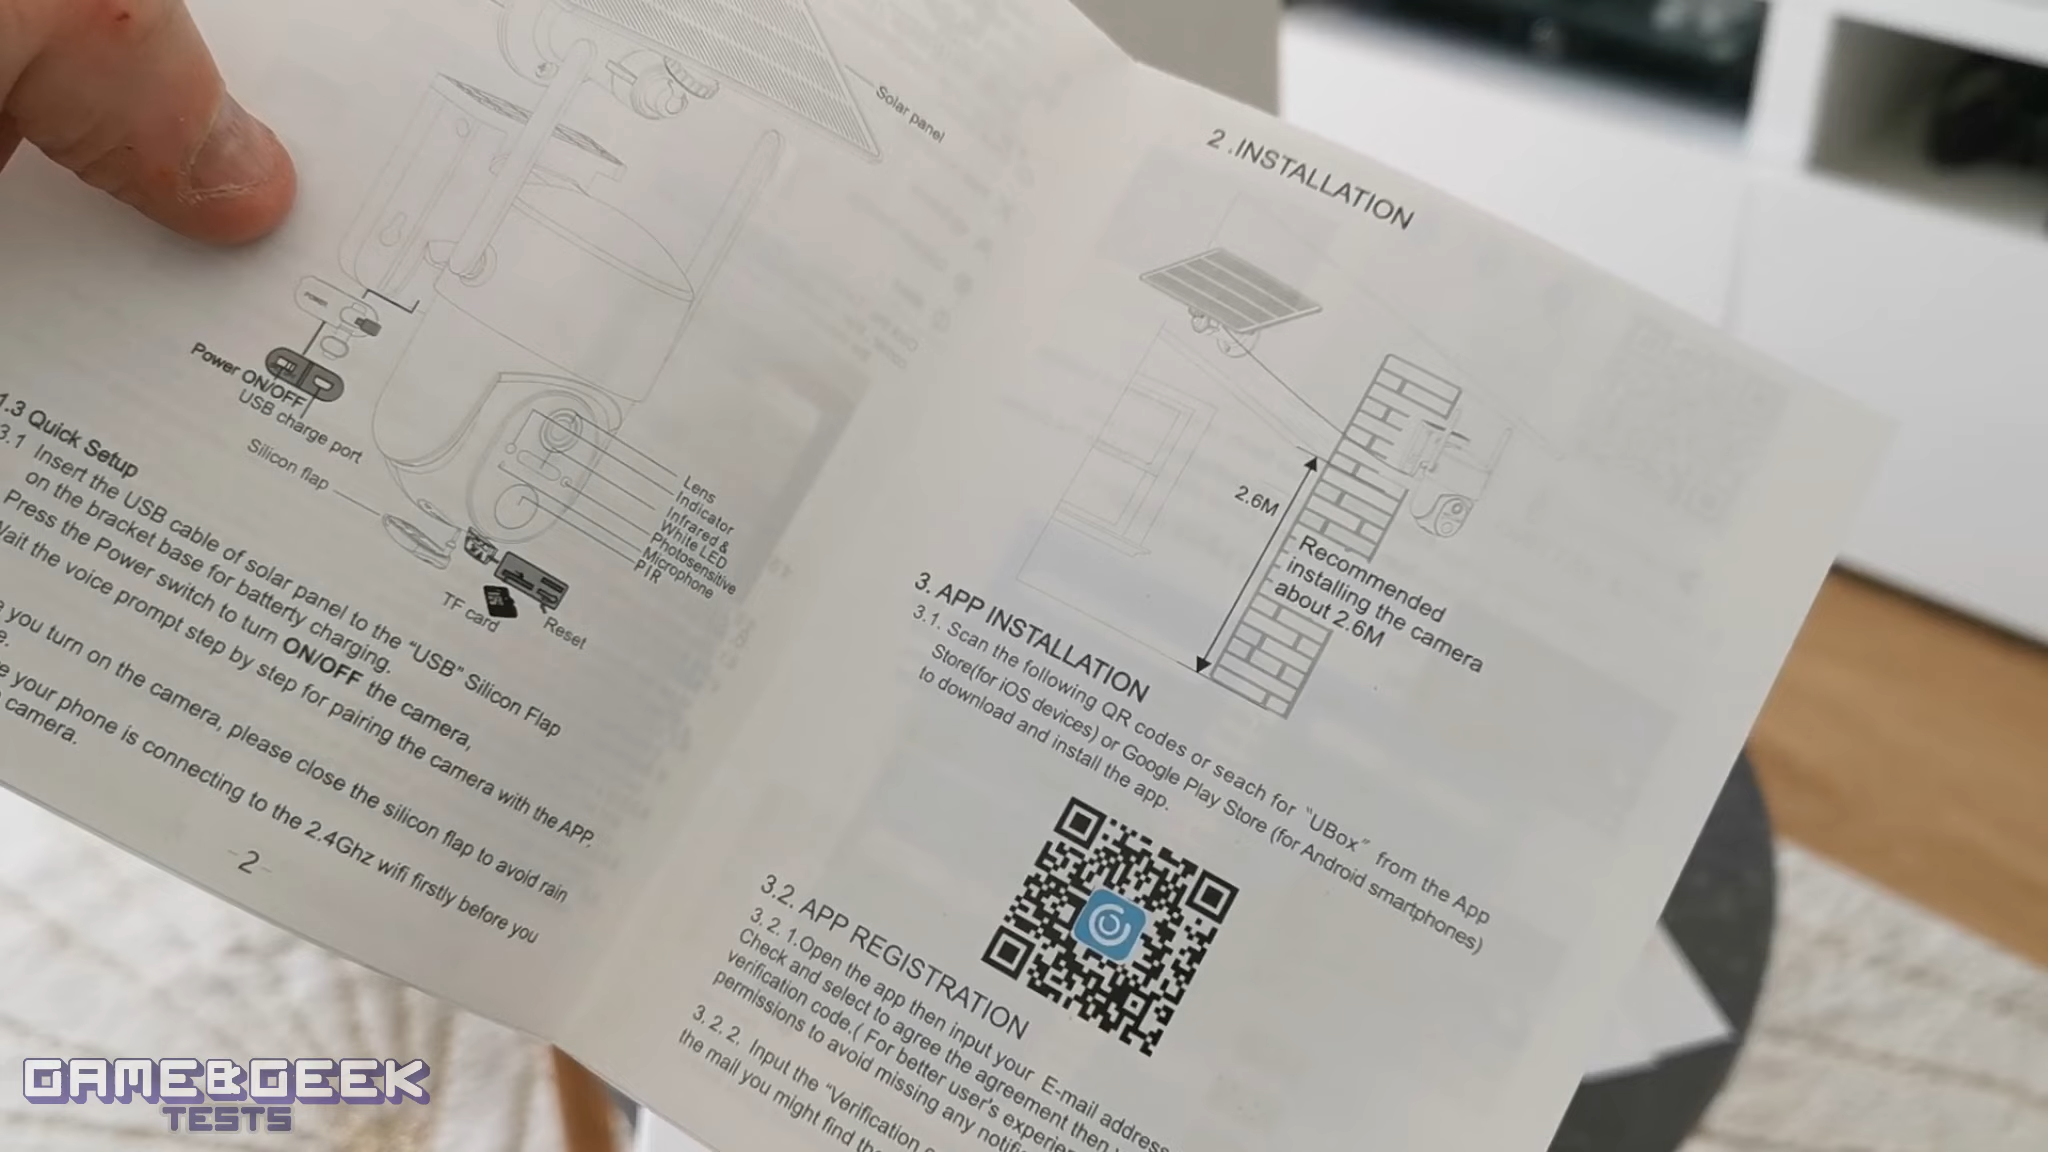 Solar panel
POWER
Power ON/OFF
USB charge port
Silicon flap
Lens
Indicator
Infrared &
White LED
Photosensitive
Microphone
PIR
TF card
Reset
1.3 Quick Setup
3.1 Insert the USB cable of solar panel to the “USB” Silicon Flap
on the bracket base for batterty charging.
Press the Power switch to turn ON/OFF the camera,
Wait the voice prompt step by step for pairing the camera with the APP.
you turn on the camera, please close the silicon flap to avoid rain
your phone is connecting to the 2.4Ghz wifi firstly before you
camera.
-2-
2 .INSTALLATION
2.6M
Recommended
installing the camera
about 2.6M
3. APP INSTALLATION
3.1. Scan the following QR codes or seach for “UBox” from the App
Store(for iOS devices) or Google Play Store (for Android smartphones)
to download and install the app.
3.2. APP REGISTRATION
3. 2. 1.Open the app then input your E-mail address
Check and select to agree the agreement then
verification code.( For better user's experie
permissions to avoid missing any notifi
3. 2. 2. Input the “Verification
the mail you might find the
GAME&GEEK
TESTS